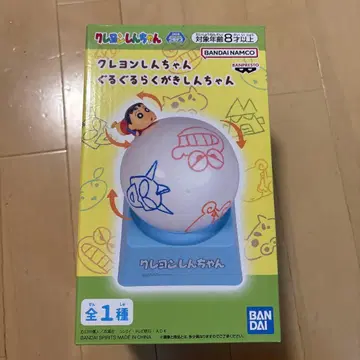 クレヨンしんちゃん
対象年齢8才以上
BANDAI NAMCO
クレヨンしんちゃん
ぐるぐるらくがきしんちゃん
BANPRESTO
クレヨンしんちゃん
全1種
BANDAI SPIRITS MADE IN CHINA
BAN
DAI